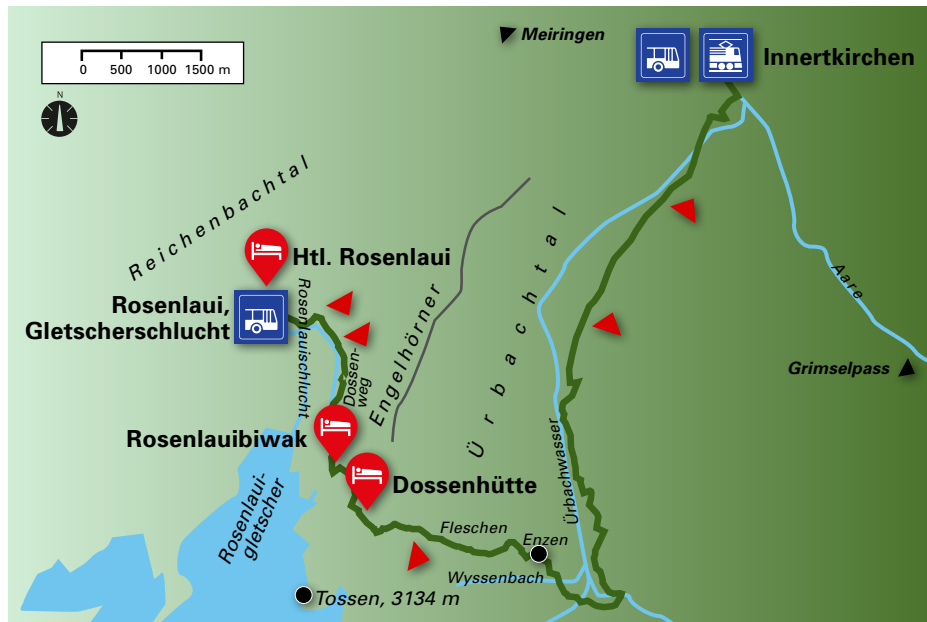 Meiringen
Innertkirchen
0 500 1000 1500 m
N
Reichenbachtal
Htl. Rosenlaui
Rosenlaui,
Gletscherschlucht
Rosenlauischlucht
Dossen-
weg
Engelhörner
Ürbachtal
Aare
Grimselpass
Rosenlauibiwak
Dossenhütte
Ürbachwasser
Rosenlaui-
gletscher
Fleschen
Enzen
Wyssenbach
Tossen, 3134 m